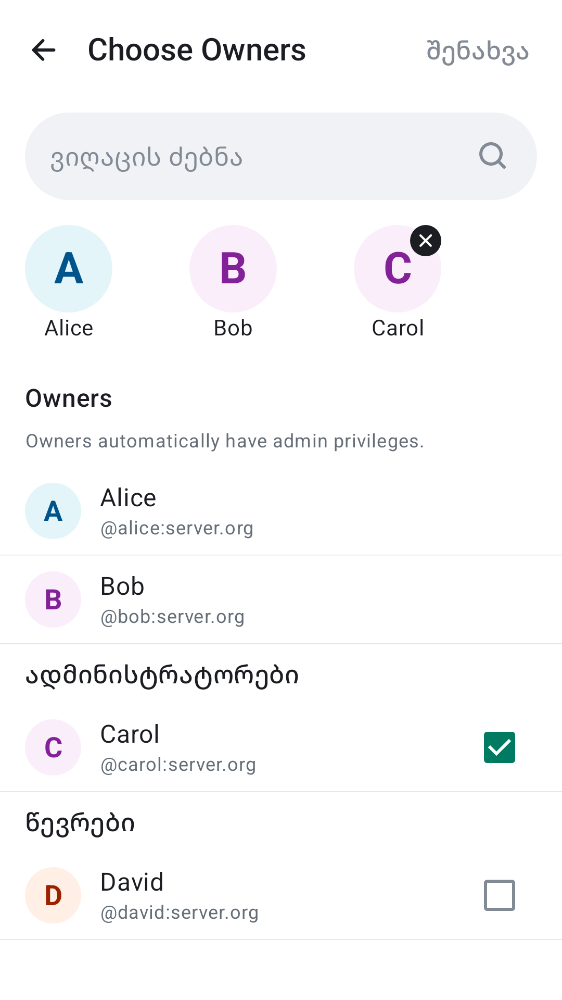 Choose Owners
შენახვა
ვიღაცის ძებნა
A
B
C
Alice
Bob
Carol
Owners
Owners automatically have admin privileges.
A
Alice
@alice:server.org
B
Bob
@bob:server.org
ადმინისტრატორები
C
Carol
@carol:server.org
წევრები
D
David
@david:server.org